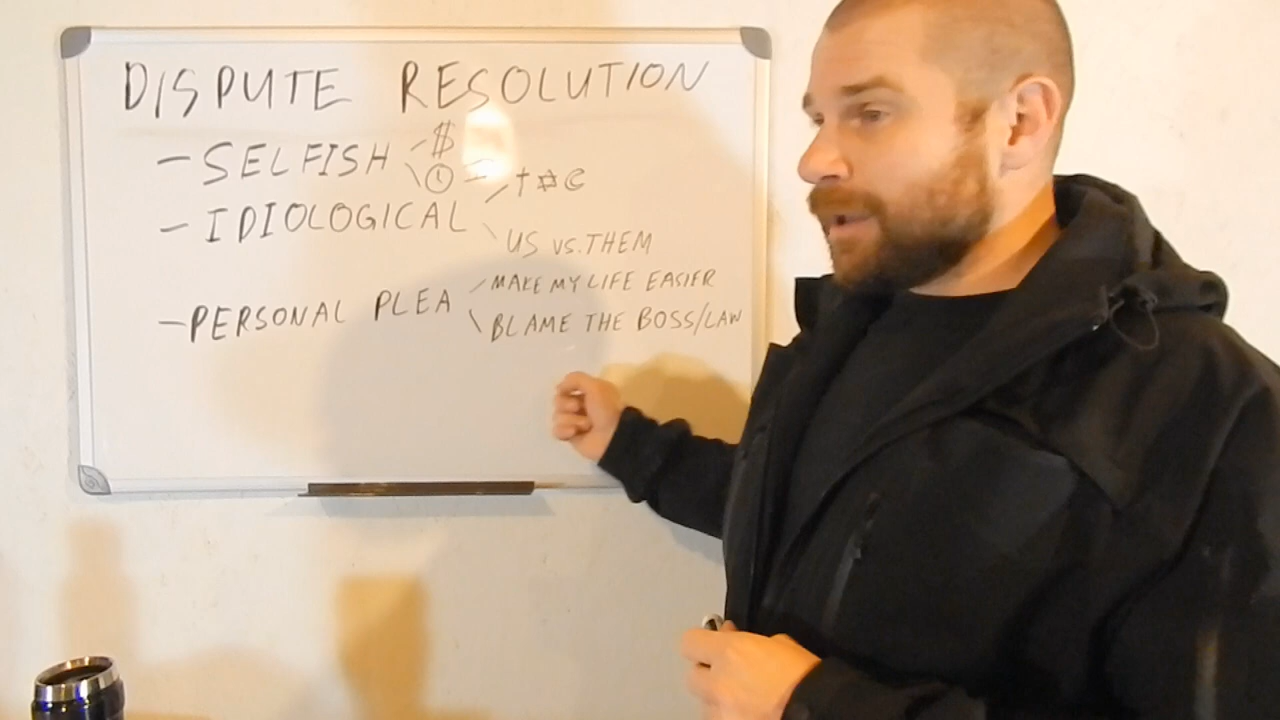 DISPUTE RESOLUTION
- SELFISH - $
- IDIOLOGICAL † ✡ ☪
US VS. THEM
- PERSONAL PLEA - MAKE MY LIFE EASIER
BLAME THE BOSS/LAW